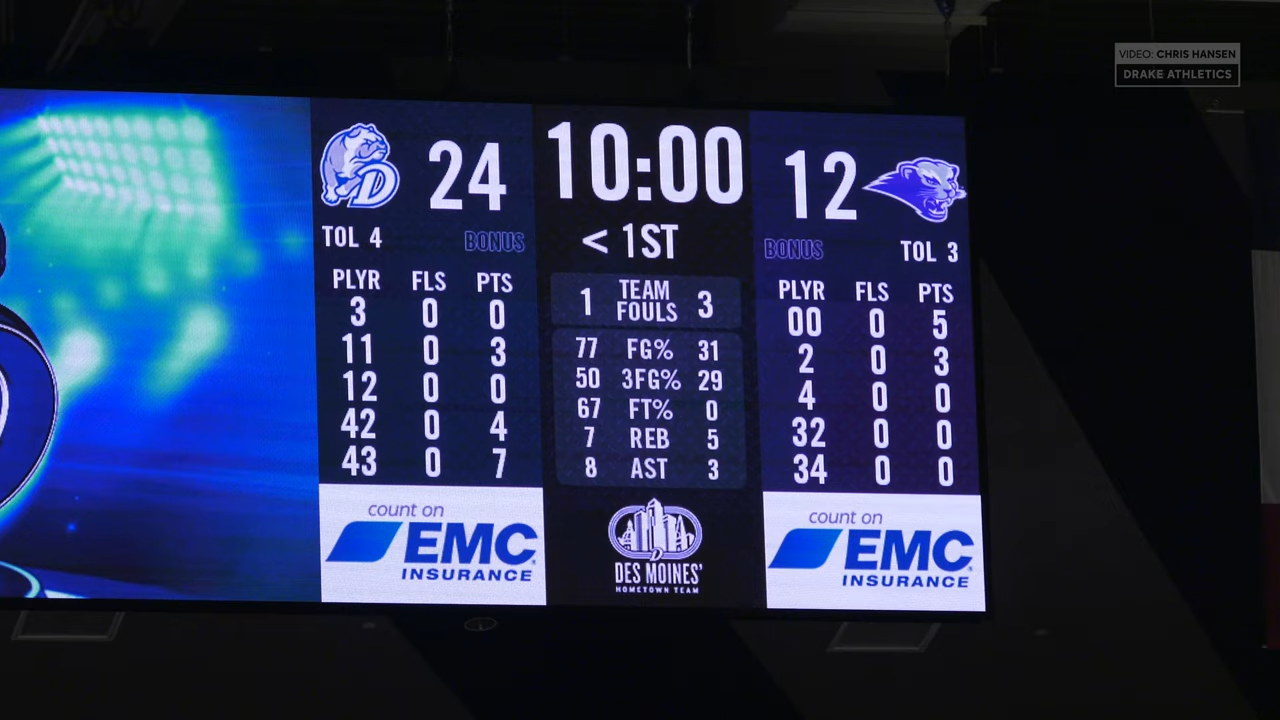 VIDEO: CHRIS HANSEN
DRAKE ATHLETICS
D 24 10:00 12
TOL 4 BONUS < 1ST BONUS TOL 3
PLYR FLS PTS
3 0 0
11 0 3
12 0 0
42 0 4
43 0 7
1 TEAM FOULS 3
77 FG% 31
50 3FG% 29
67 FT% 0
7 REB 5
8 AST 3
PLYR FLS PTS
00 0 5
2 0 3
4 0 0
32 0 0
34 0 0
count on
EMC
INSURANCE
D
DES MOINES'
HOMETOWN TEAM
count on
EMC
INSURANCE